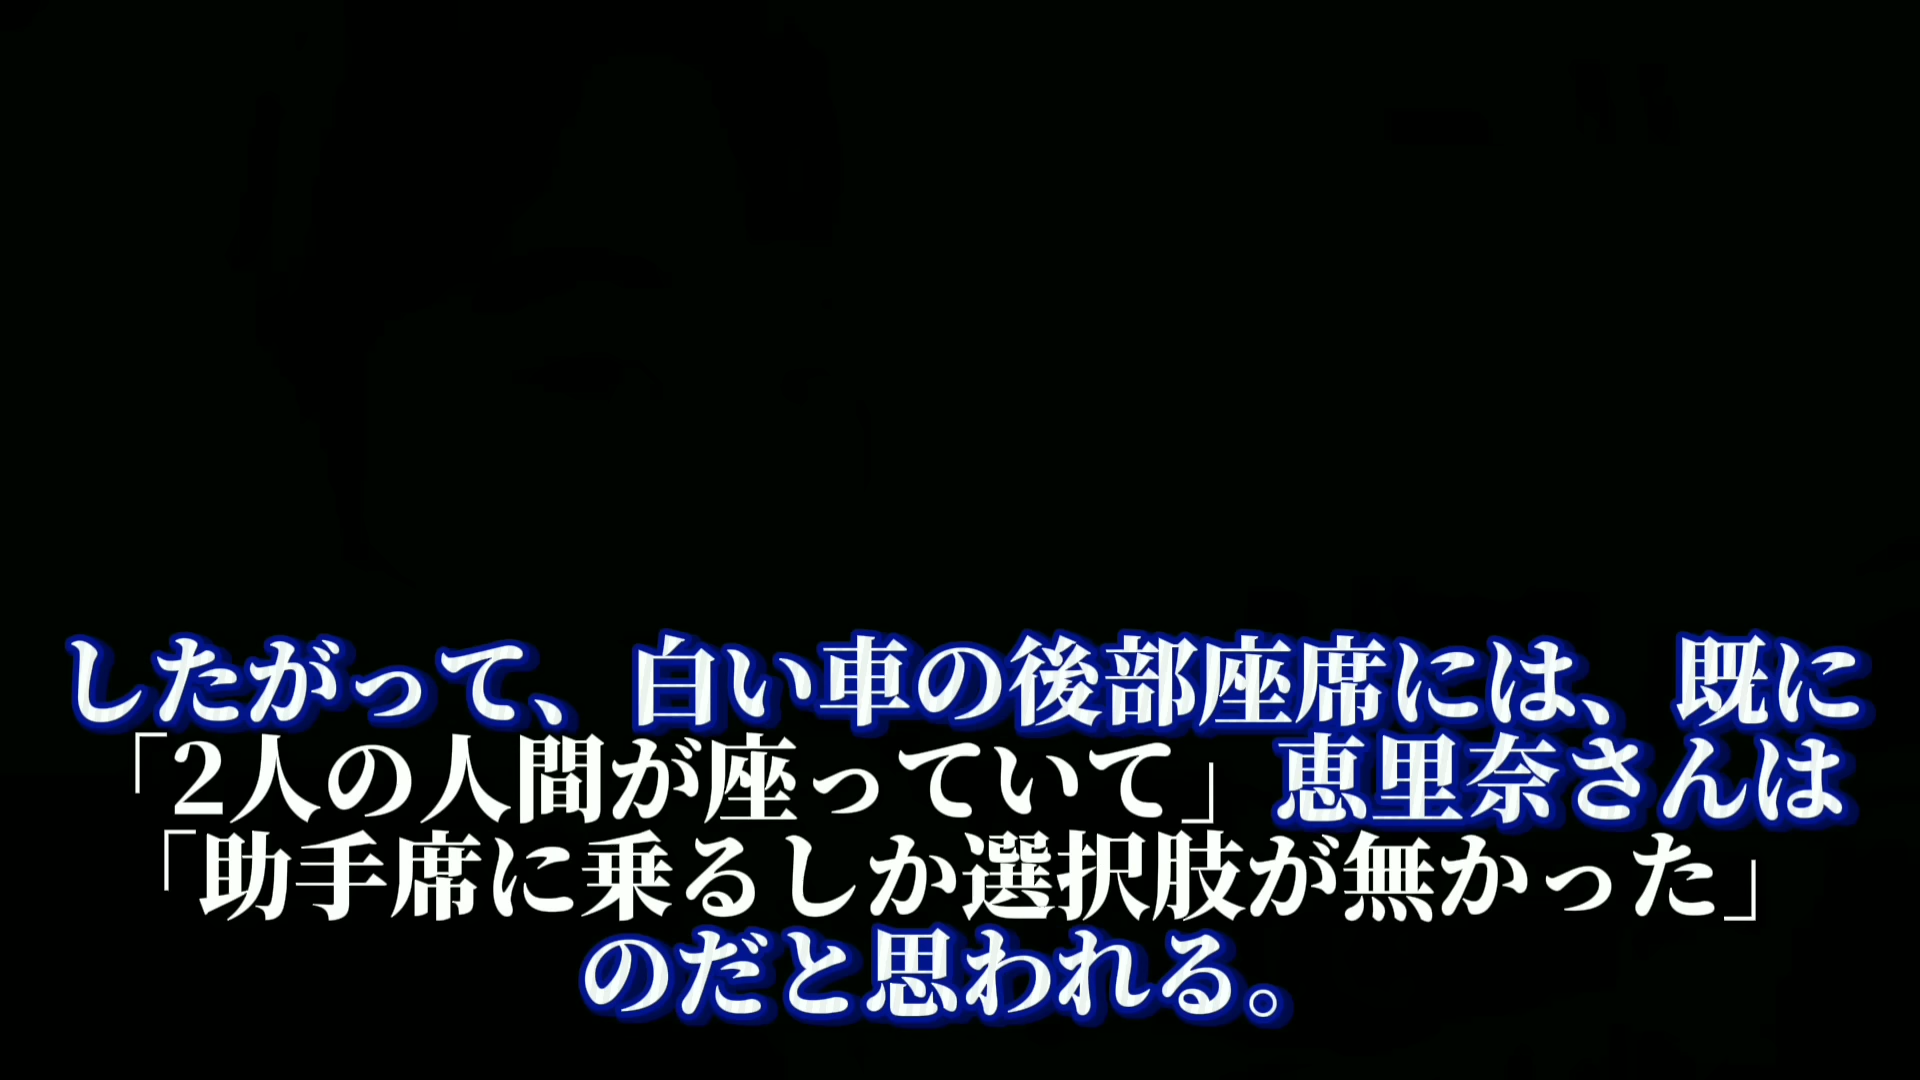 したがって、白い車の後部座席には、既に
「2人の人間が座っていて」恵里奈さんは
「助手席に乗るしか選択肢が無かった」
のだと思われる。